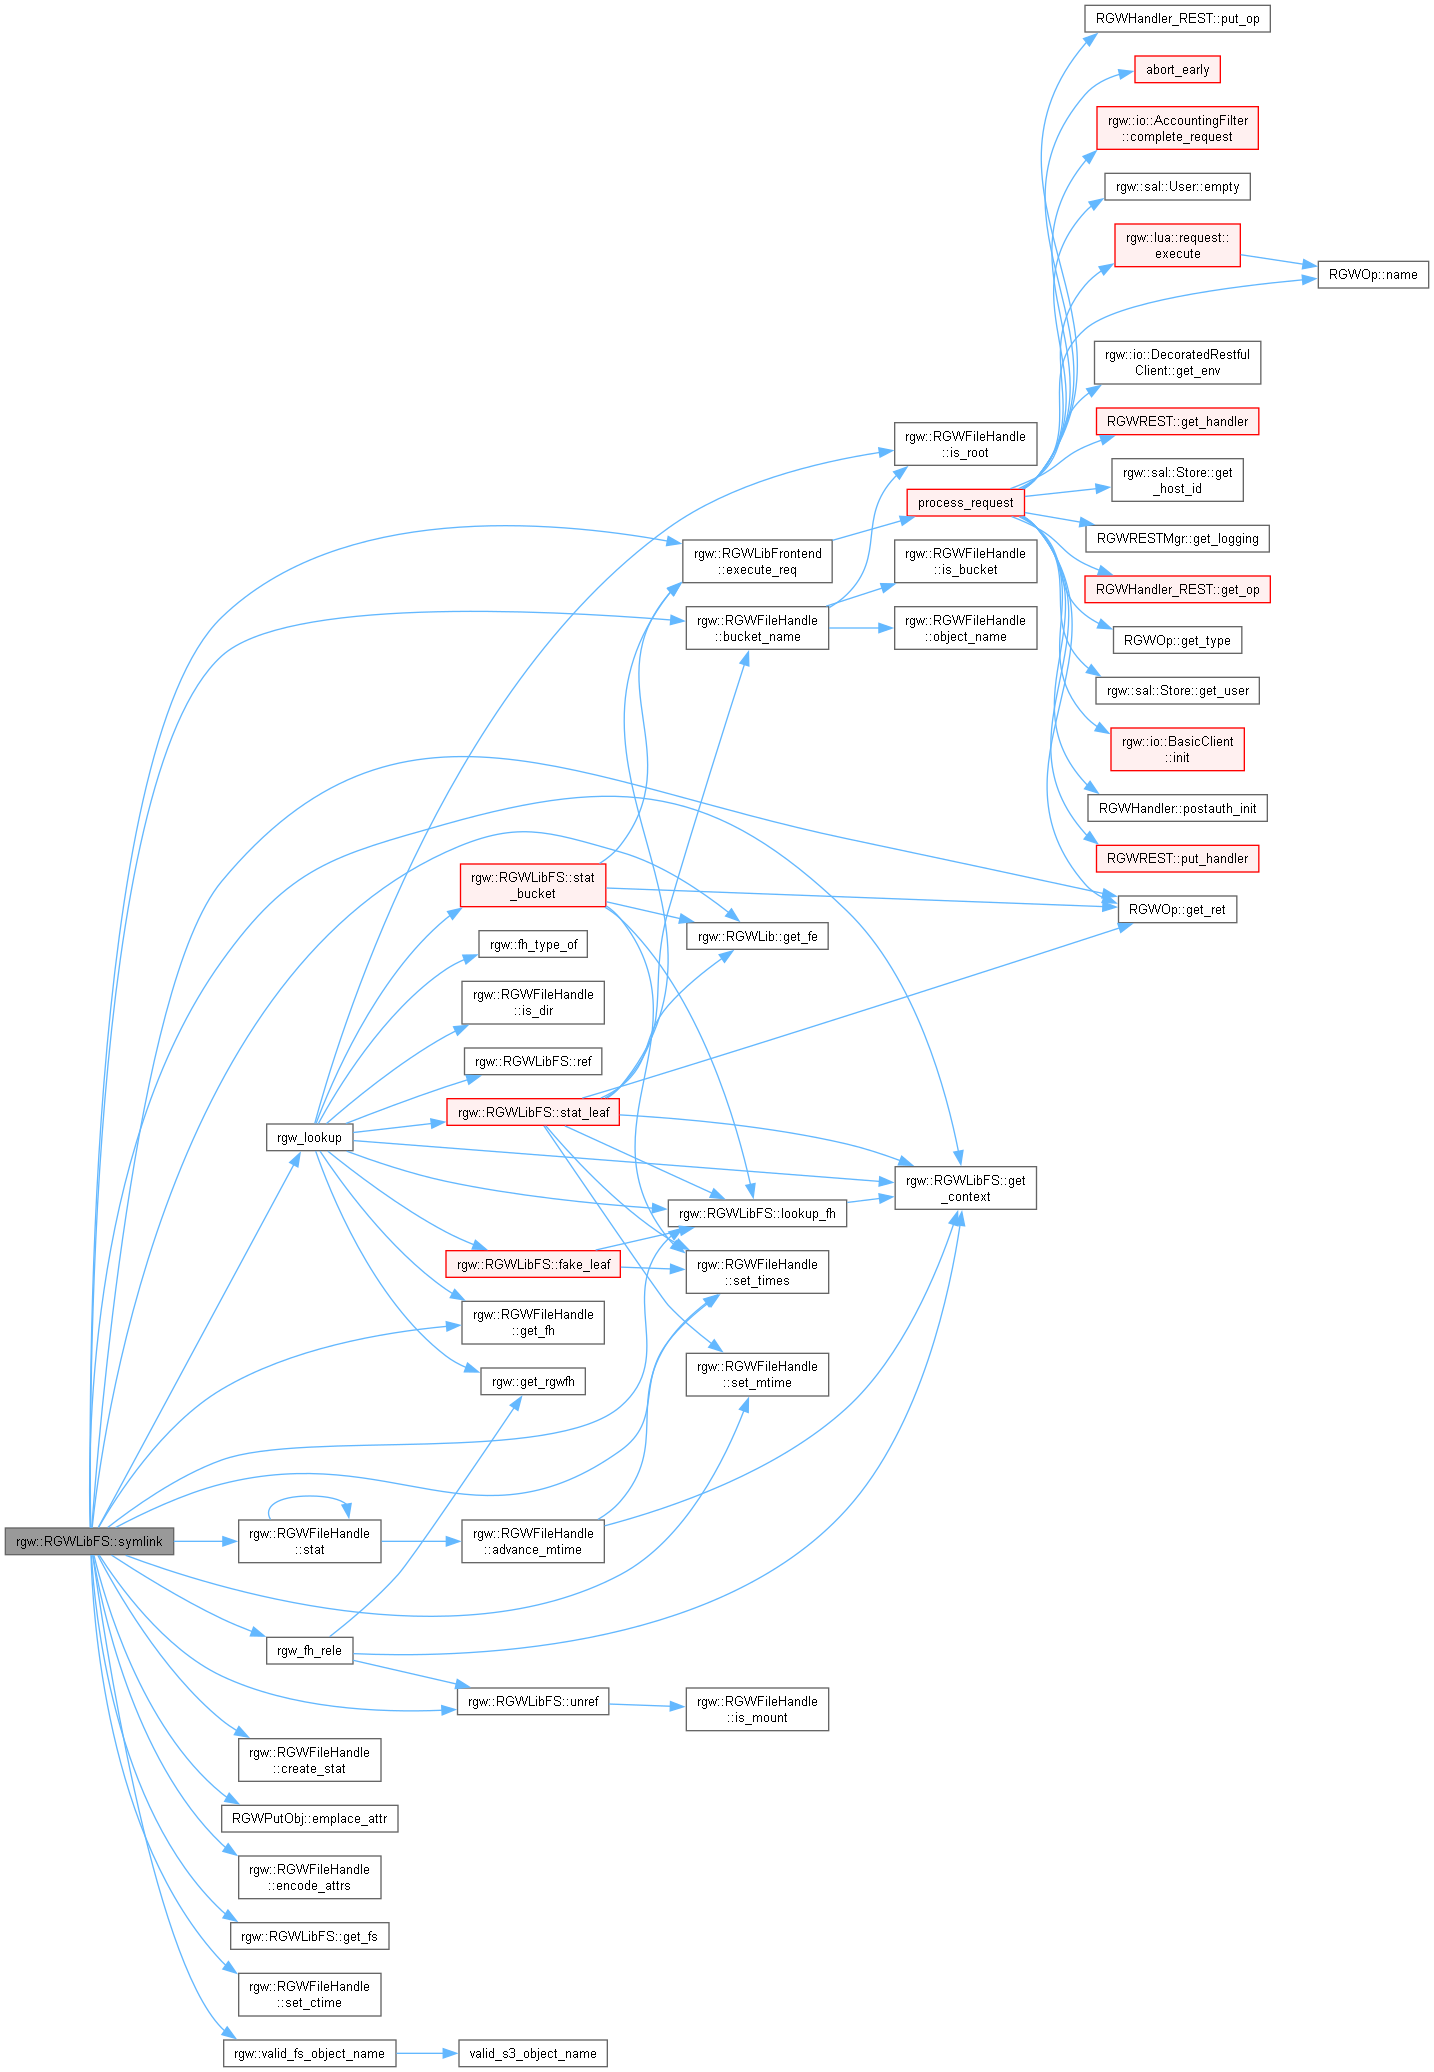 RGWHandler_REST::put_op
abort_early
rgw::io::AccountingFilter
::complete_request
rgw::sal::User::empty
rgw::lua::request::
execute
RGWOp::name
rgw::io::DecoratedRestful
Client::get_env
RGWREST::get_handler
rgw::RGWFileHandle
::is_root
rgw::sal::Store::get
_host_id
process_request
RGWRESTMgr::get_logging
rgw::RGWLibFrontend
::execute_req
rgw::RGWFileHandle
::is_bucket
RGWHandler_REST::get_op
rgw::RGWFileHandle
::bucket_name
rgw::RGWFileHandle
::object_name
RGWOp::get_type
rgw::sal::Store::get_user
rgw::io::BasicClient
::init
RGWHandler::postauth_init
RGWREST::put_handler
rgw::RGWLibFS::stat
_bucket
RGWOp::get_ret
rgw::RGWLib::get_fe
rgw::fh_type_of
rgw::RGWFileHandle
::is_dir
rgw::RGWLibFS::ref
rgw::RGWLibFS::stat_leaf
rgw_lookup
rgw::RGWLibFS::get
_context
rgw::RGWLibFS::lookup_fh
rgw::RGWLibFS::fake_leaf
rgw::RGWFileHandle
::set_times
rgw::RGWFileHandle
::get_fh
rgw::get_rgwfh
rgw::RGWFileHandle
::set_mtime
rgw::RGWLibFS::symlink
rgw::RGWFileHandle
::stat
rgw::RGWFileHandle
::advance_mtime
rgw_fh_rele
rgw::RGWLibFS::unref
rgw::RGWFileHandle
::is_mount
rgw::RGWFileHandle
::create_stat
RGWPutObj::emplace_attr
rgw::RGWFileHandle
::encode_attrs
rgw::RGWLibFS::get_fs
rgw::RGWFileHandle
::set_ctime
rgw::valid_fs_object_name
valid_s3_object_name